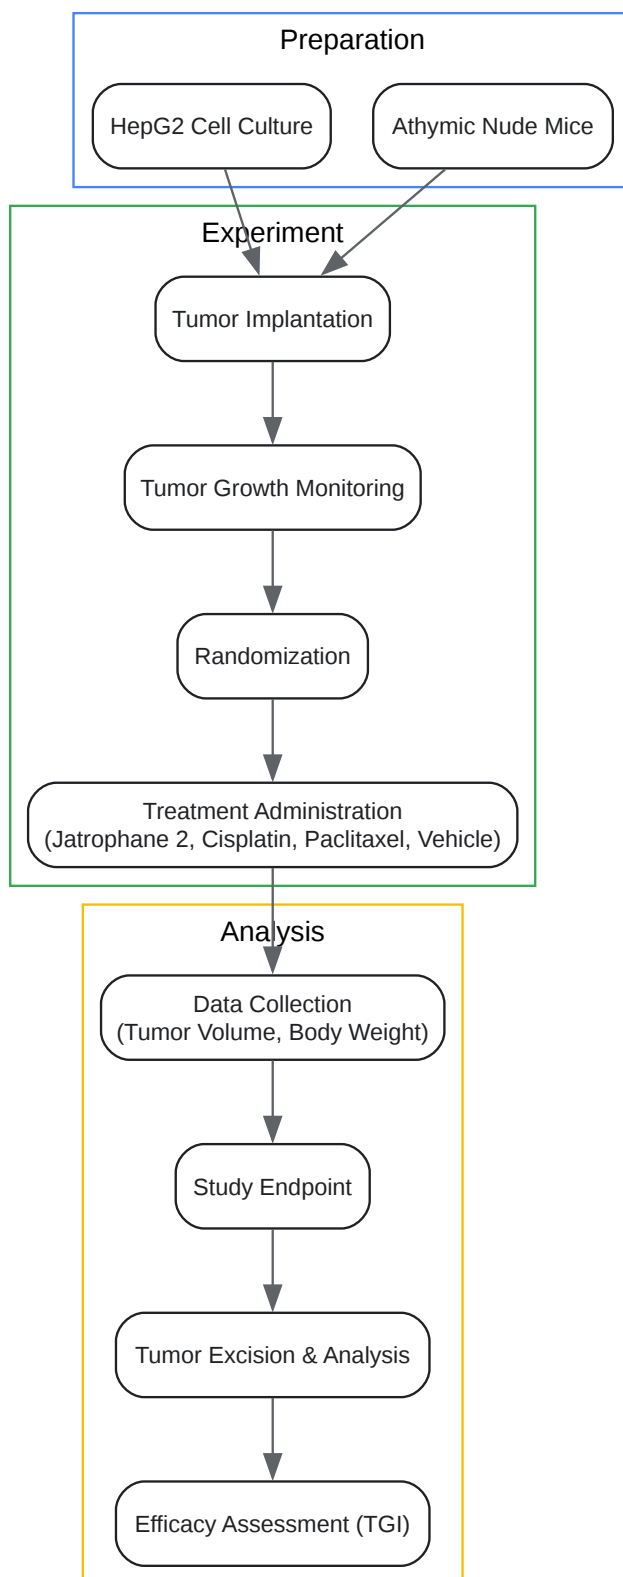 Preparation
HepG2 Cell Culture
Athymic Nude Mice
Experiment
Tumor Implantation
Tumor Growth Monitoring
Randomization
Treatment Administration
(Jatrophane 2, Cisplatin, Paclitaxel, Vehicle)
Analysis
Data Collection
(Tumor Volume, Body Weight)
Study Endpoint
Tumor Excision & Analysis
Efficacy Assessment (TGI)